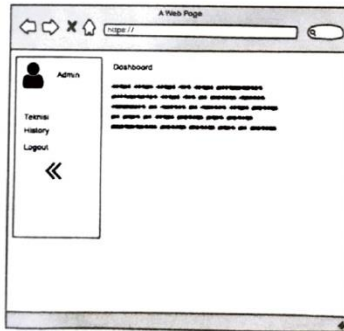 A Web Page
https://
Admin
Dashboard
Teknisi
History
Logout